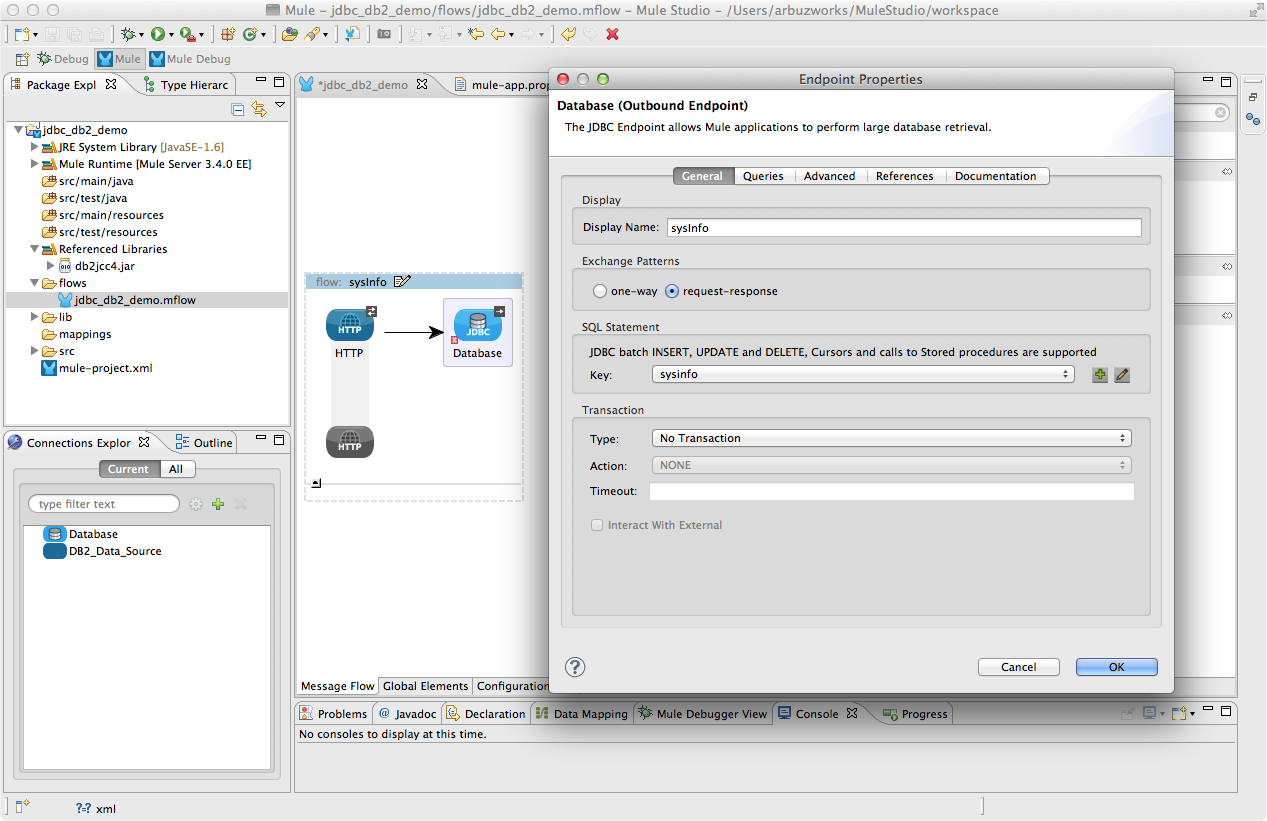 Mule – jdbc_db2_demo/flows/jdbc_db2_demo.mflow – Mule Studio – /Users/arbuzworks/MuleStudio/workspace
Debug Mule Mule Debug
Package Expl Type Hierarc
jdbc_db2_demo
JRE System Library [JavaSE-1.6]
Mule Runtime [Mule Server 3.4.0 EE]
src/main/java
src/test/java
src/main/resources
src/test/resources
Referenced Libraries
db2jcc4.jar
flows
jdbc_db2_demo.mflow
lib
mappings
src
mule-project.xml
Connections Explor Outline
Current All
type filter text
Database
DB2_Data_Source
*jdbc_db2_demo mule-app.prop
flow: sysInfo
HTTP
HTTP
JDBC
Database
HTTP
Message Flow Global Elements Configuration
Endpoint Properties
Database (Outbound Endpoint)
The JDBC Endpoint allows Mule applications to perform large database retrieval.
General Queries Advanced References Documentation
Display
Display Name: sysInfo
Exchange Patterns
one-way request-response
SQL Statement
JDBC batch INSERT, UPDATE and DELETE, Cursors and calls to Stored procedures are supported
Key: sysinfo
Transaction
Type: No Transaction
Action: NONE
Timeout:
Interact With External
?
Cancel OK
Problems @ Javadoc Declaration Data Mapping Mule Debugger View Console Progress
No consoles to display at this time.
?=? xml